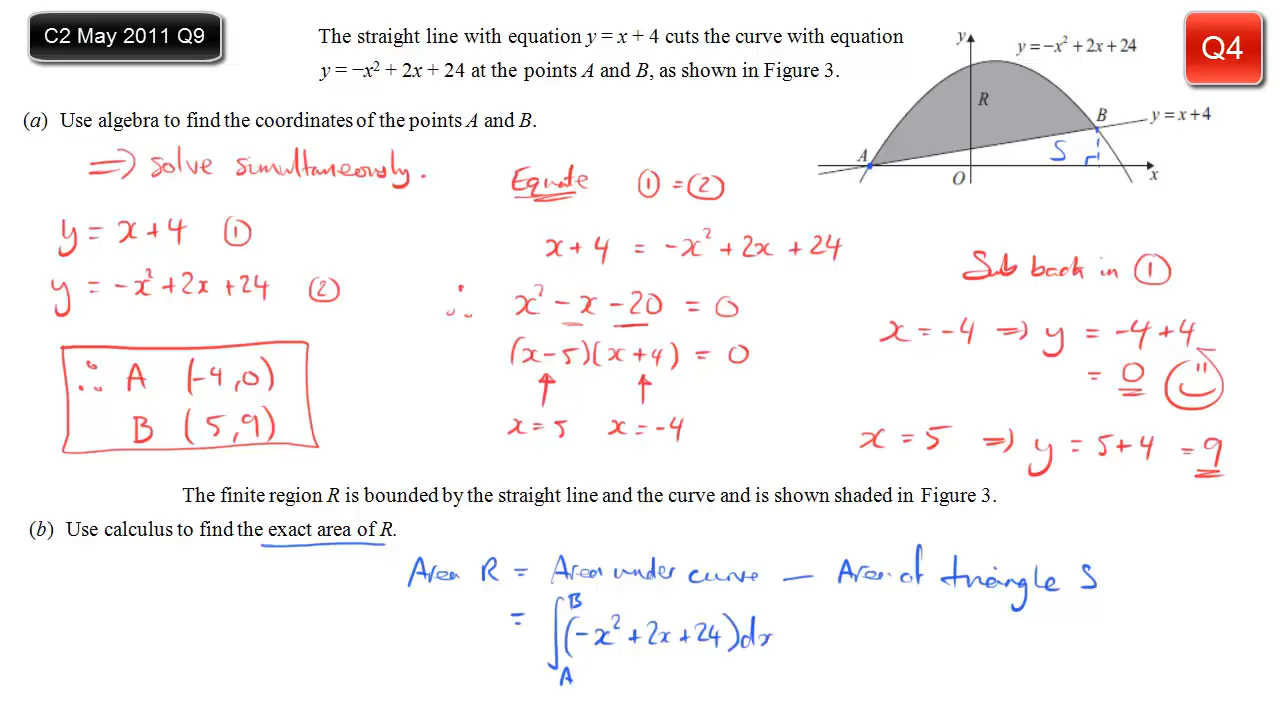 C2 May 2011 Q9
The straight line with equation y = x + 4 cuts the curve with equation
y = −x² + 2x + 24 at the points A and B, as shown in Figure 3.
Q4
y
y = −x² + 2x + 24
R
B
y = x + 4
A
S
O
x
(a) Use algebra to find the coordinates of the points A and B.
⇒ solve simultaneously.
y = x + 4 ①
y = −x² + 2x + 24 ②
∴ A (−4, 0)
B (5, 9)
Equate ① = ②
x + 4 = −x² + 2x + 24
∴ x² − x − 20 = 0
(x − 5)(x + 4) = 0
x = 5 x = −4
Sub back in ①
x = −4 ⇒ y = −4 + 4
= 0
x = 5 ⇒ y = 5 + 4 = 9
The finite region R is bounded by the straight line and the curve and is shown shaded in Figure 3.
(b) Use calculus to find the exact area of R.
Area R = Area under curve − Area of triangle S
B
= ∫ (−x² + 2x + 24) dx
A